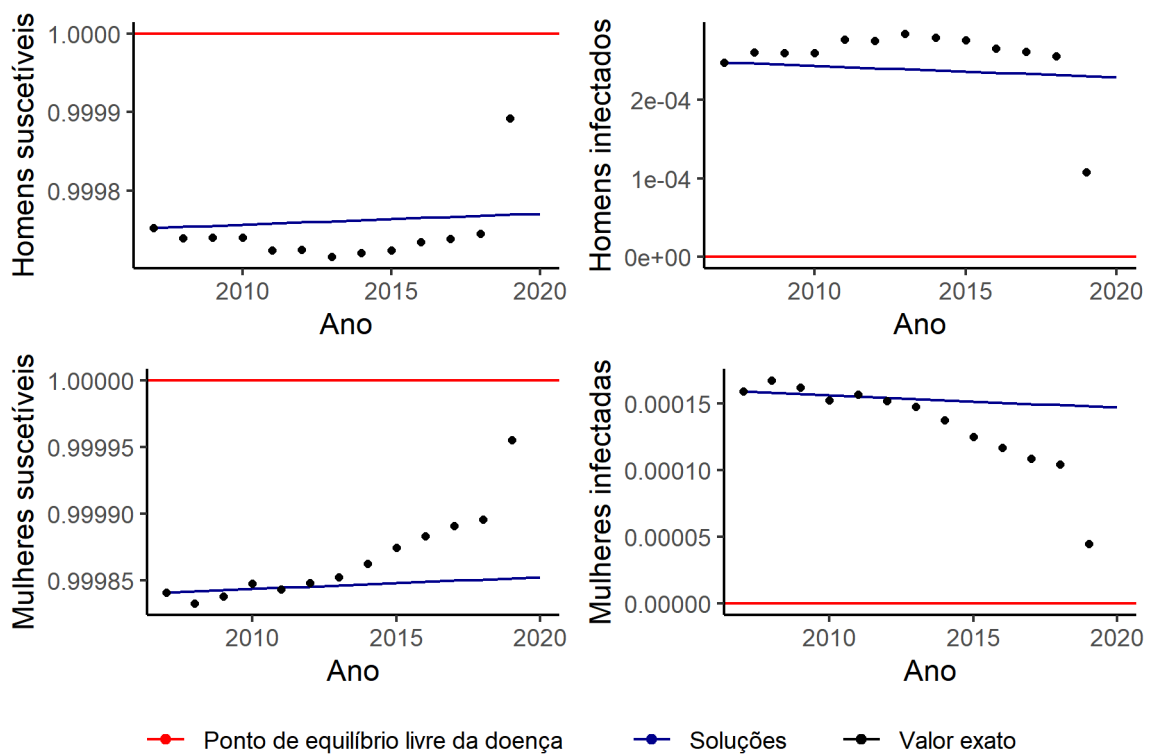 Homens suscetíveis
1.0000
0.9999
0.9998
2010 2015 2020
Ano
Homens infectados
2e-04
1e-04
0e+00
2010 2015 2020
Ano
Mulheres suscetíveis
1.00000
0.99995
0.99990
0.99985
2010 2015 2020
Ano
Mulheres infectadas
0.00015
0.00010
0.00005
0.00000
2010 2015 2020
Ano
Ponto de equilíbrio livre da doença Soluções Valor exato